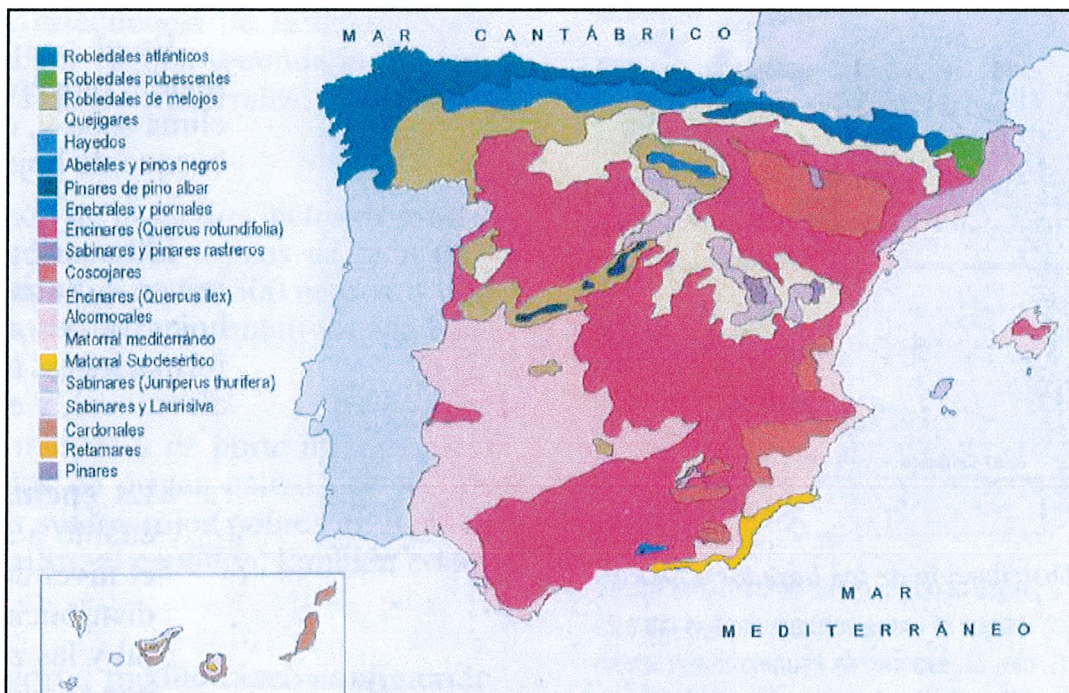 MAR CANTÁBRICO
Robledales atlánticos
Robledales pubescentes
Robledales de melojos
Quejigares
Hayedos
Abetales y pinos negros
Pinares de pino albar
Enebrales y piornales
Encinares (Quercus rotundifolia)
Sabinares y pinares rastreros
Coscojares
Encinares (Quercus ilex)
Alcornocales
Matorral mediterráneo
Matorral Subdesértico
Sabinares (Juniperus thurifera)
Sabinares y Laurisilva
Cardonales
Retamares
Pinares
MAR
MEDITERRÁNEO